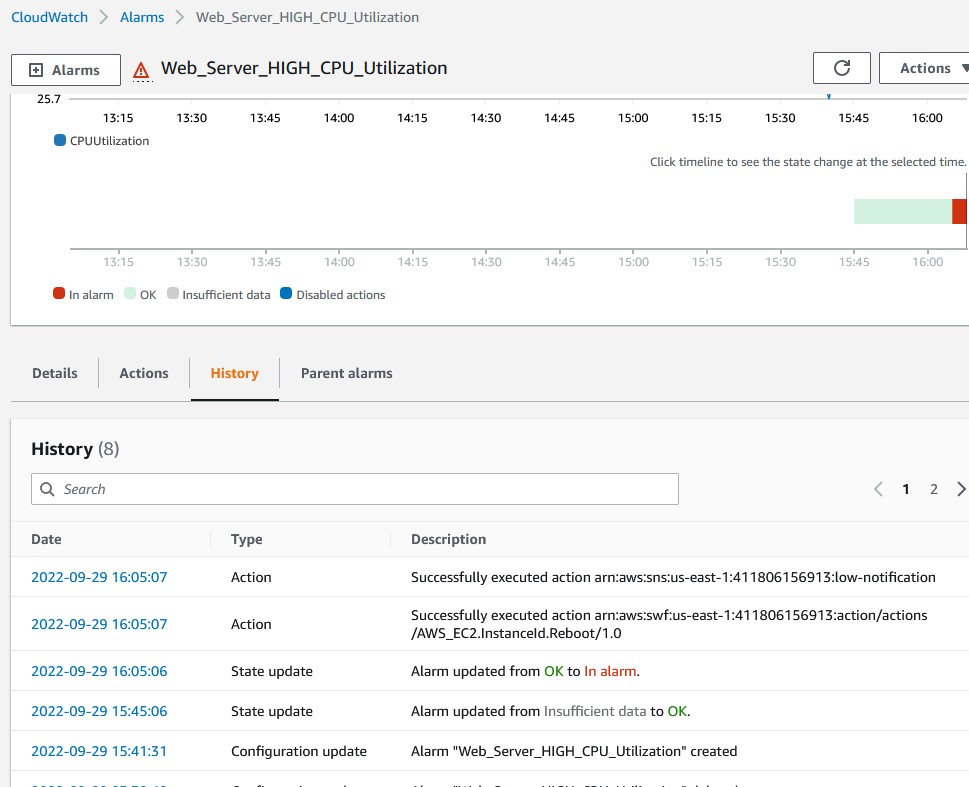 CloudWatch > Alarms > Web_Server_HIGH_CPU_Utilization
Alarms Web_Server_HIGH_CPU_Utilization Actions
25.7
13:15 13:30 13:45 14:00 14:15 14:30 14:45 15:00 15:15 15:30 15:45 16:00
CPUUtilization
Click timeline to see the state change at the selected time.
13:15 13:30 13:45 14:00 14:15 14:30 14:45 15:00 15:15 15:30 15:45 16:00
In alarm OK Insufficient data Disabled actions
Details Actions History Parent alarms
History (8)
Search 1 2
Date Type Description
2022-09-29 16:05:07 Action Successfully executed action arn:aws:sns:us-east-1:411806156913:low-notification
2022-09-29 16:05:07 Action Successfully executed action arn:aws:swf:us-east-1:411806156913:action/actions
/AWS_EC2.InstanceId.Reboot/1.0
2022-09-29 16:05:06 State update Alarm updated from OK to In alarm.
2022-09-29 15:45:06 State update Alarm updated from Insufficient data to OK.
2022-09-29 15:41:31 Configuration update Alarm "Web_Server_HIGH_CPU_Utilization" created